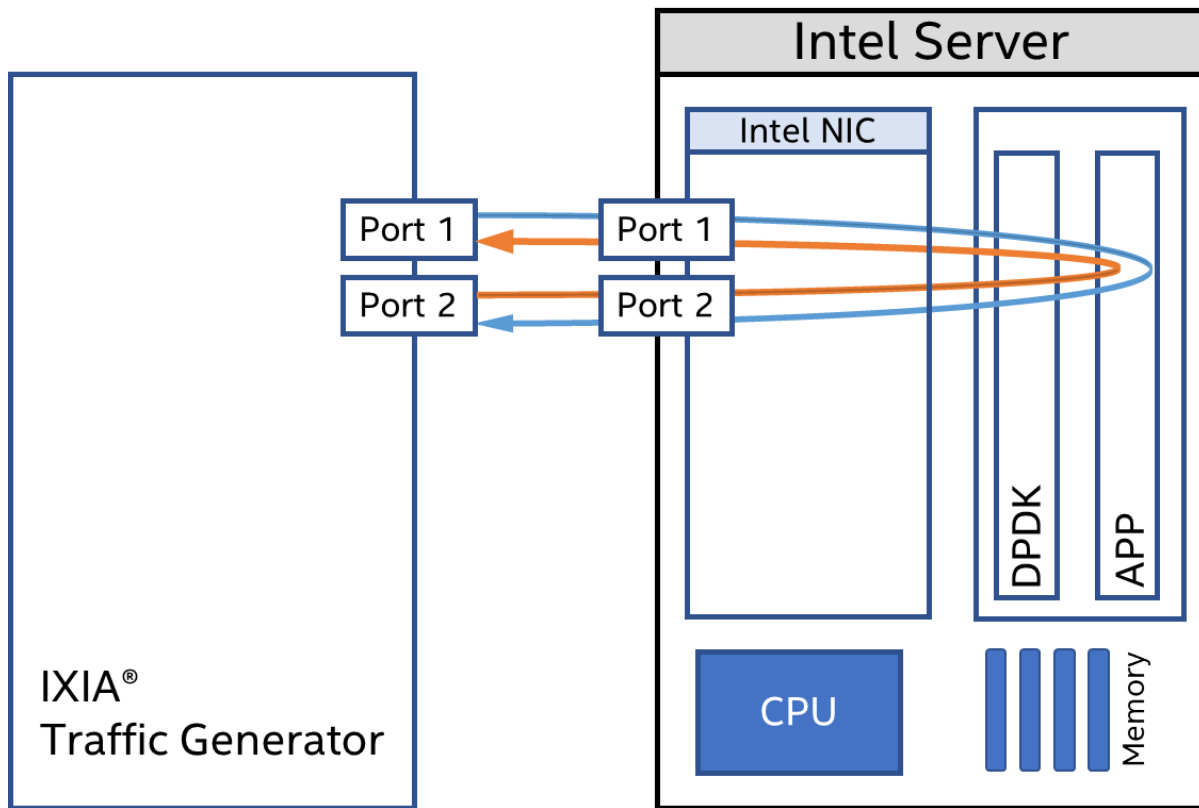 Intel Server
Intel NIC
Port 1
Port 1
Port 2
Port 2
DPDK
APP
IXIA®
Traffic Generator
CPU
Memory